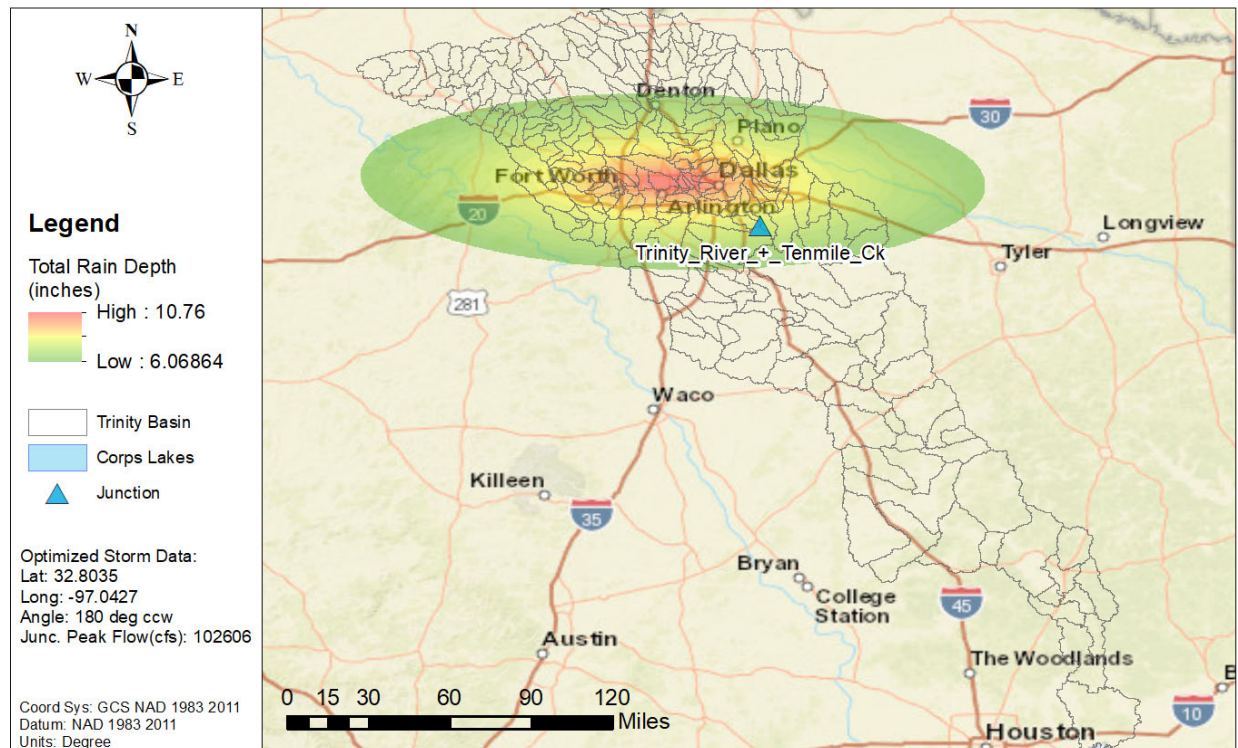 N
W E
S
Legend
Total Rain Depth
(inches)
High : 10.76
Low : 6.06864
Trinity Basin
Corps Lakes
Junction
Optimized Storm Data:
Lat: 32.8035
Long: -97.0427
Angle: 180 deg ccw
Junc. Peak Flow(cfs): 102606
Coord Sys: GCS NAD 1983 2011
Datum: NAD 1983 2011
Units: Degree
Denton
30
Plano
Dallas
Fort Worth
Arlington
20
Longview
Trinity_River_+_Tenmile_Ck
Tyler
281
Waco
Killeen
35
Bryan
College
Station
45
Austin
The Woodlands
B
10
Houston
0 15 30 60 90 120
Miles